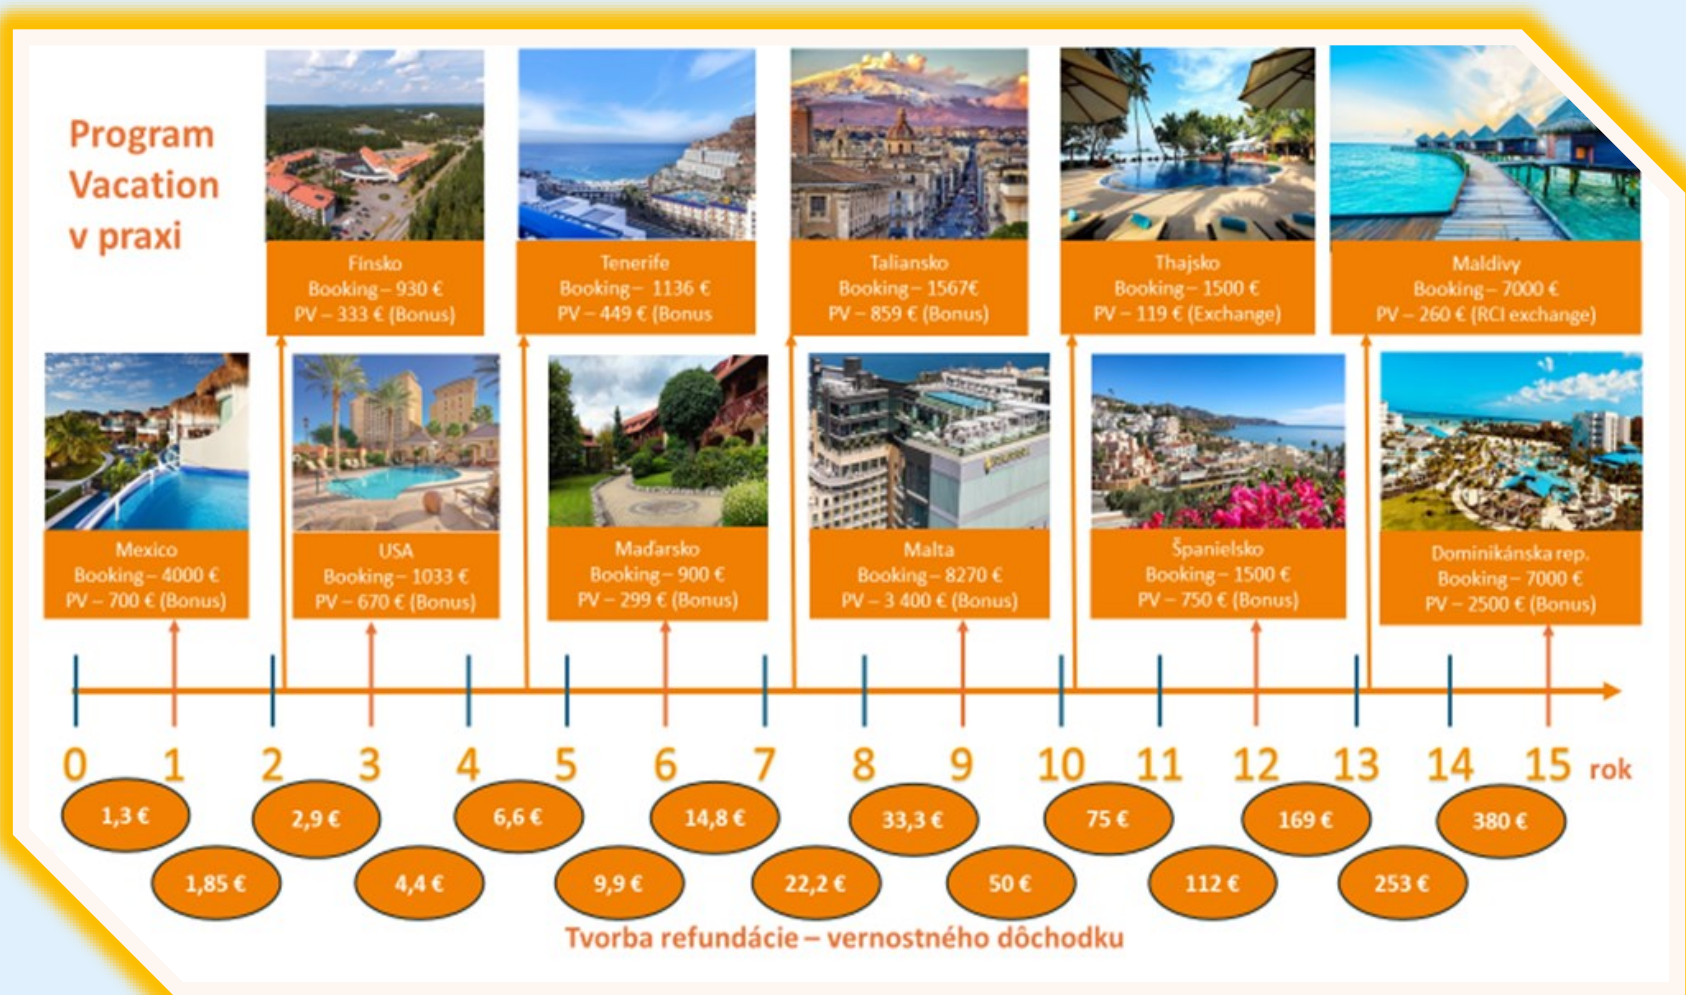 Program
Vacation
v praxi
Fínsko
Booking – 930 €
PV – 333 € (Bonus)
Tenerife
Booking – 1136 €
PV – 449 € (Bonus
Taliansko
Booking – 1567€
PV – 859 € (Bonus)
Thajsko
Booking – 1500 €
PV – 119 € (Exchange)
Maldivy
Booking – 7000 €
PV – 260 € (RCI exchange)
Mexico
Booking – 4000 €
PV – 700 € (Bonus)
USA
Booking – 1033 €
PV – 670 € (Bonus)
Maďarsko
Booking – 900 €
PV – 299 € (Bonus)
Malta
Booking – 8270 €
PV – 3 400 € (Bonus)
Španielsko
Booking – 1500 €
PV – 750 € (Bonus)
Dominikánska rep.
Booking – 7000 €
PV – 2500 € (Bonus)
0 1 2 3 4 5 6 7 8 9 10 11 12 13 14 15 rok
1,3 € 2,9 € 6,6 € 14,8 € 33,3 € 75 € 169 € 380 €
1,85 € 4,4 € 9,9 € 22,2 € 50 € 112 € 253 €
Tvorba refundácie – vernostného dôchodku